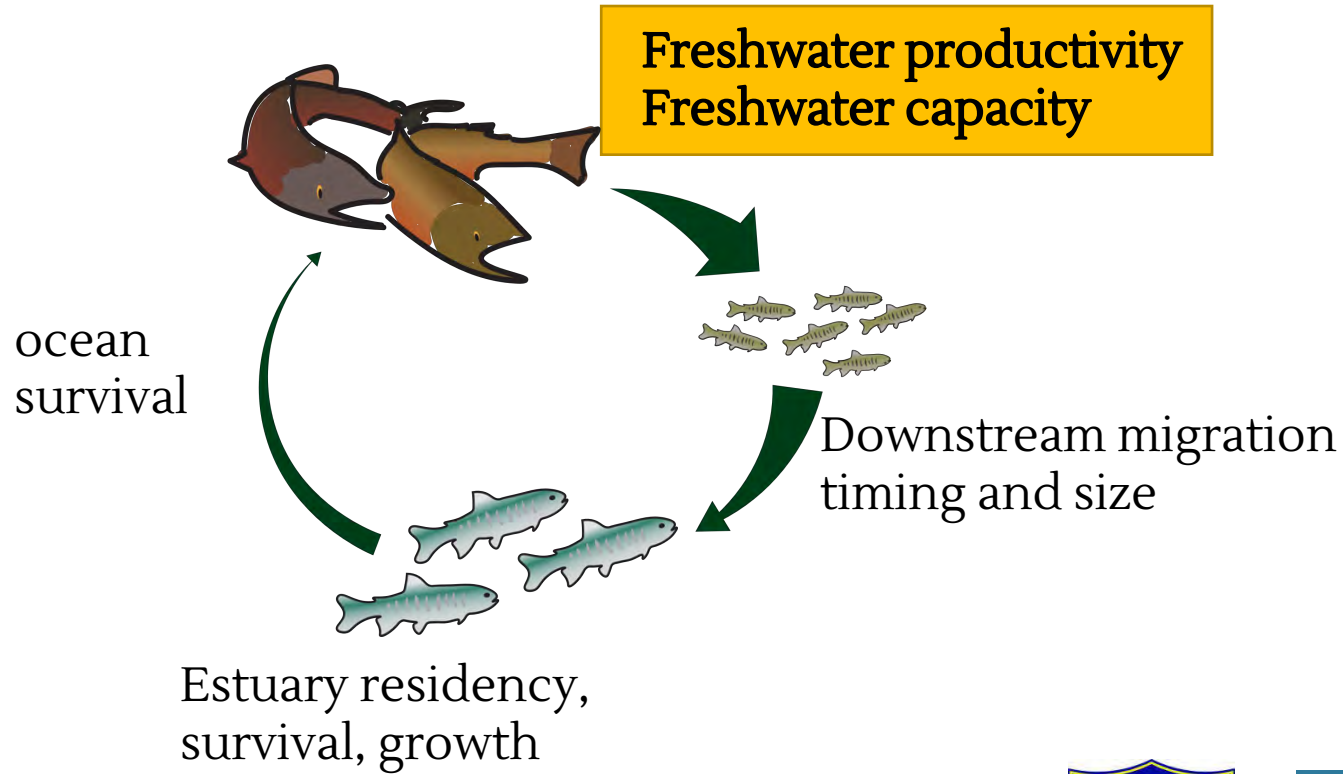 Freshwater productivity
Freshwater capacity
ocean
survival
Downstream migration
timing and size
Estuary residency,
survival, growth